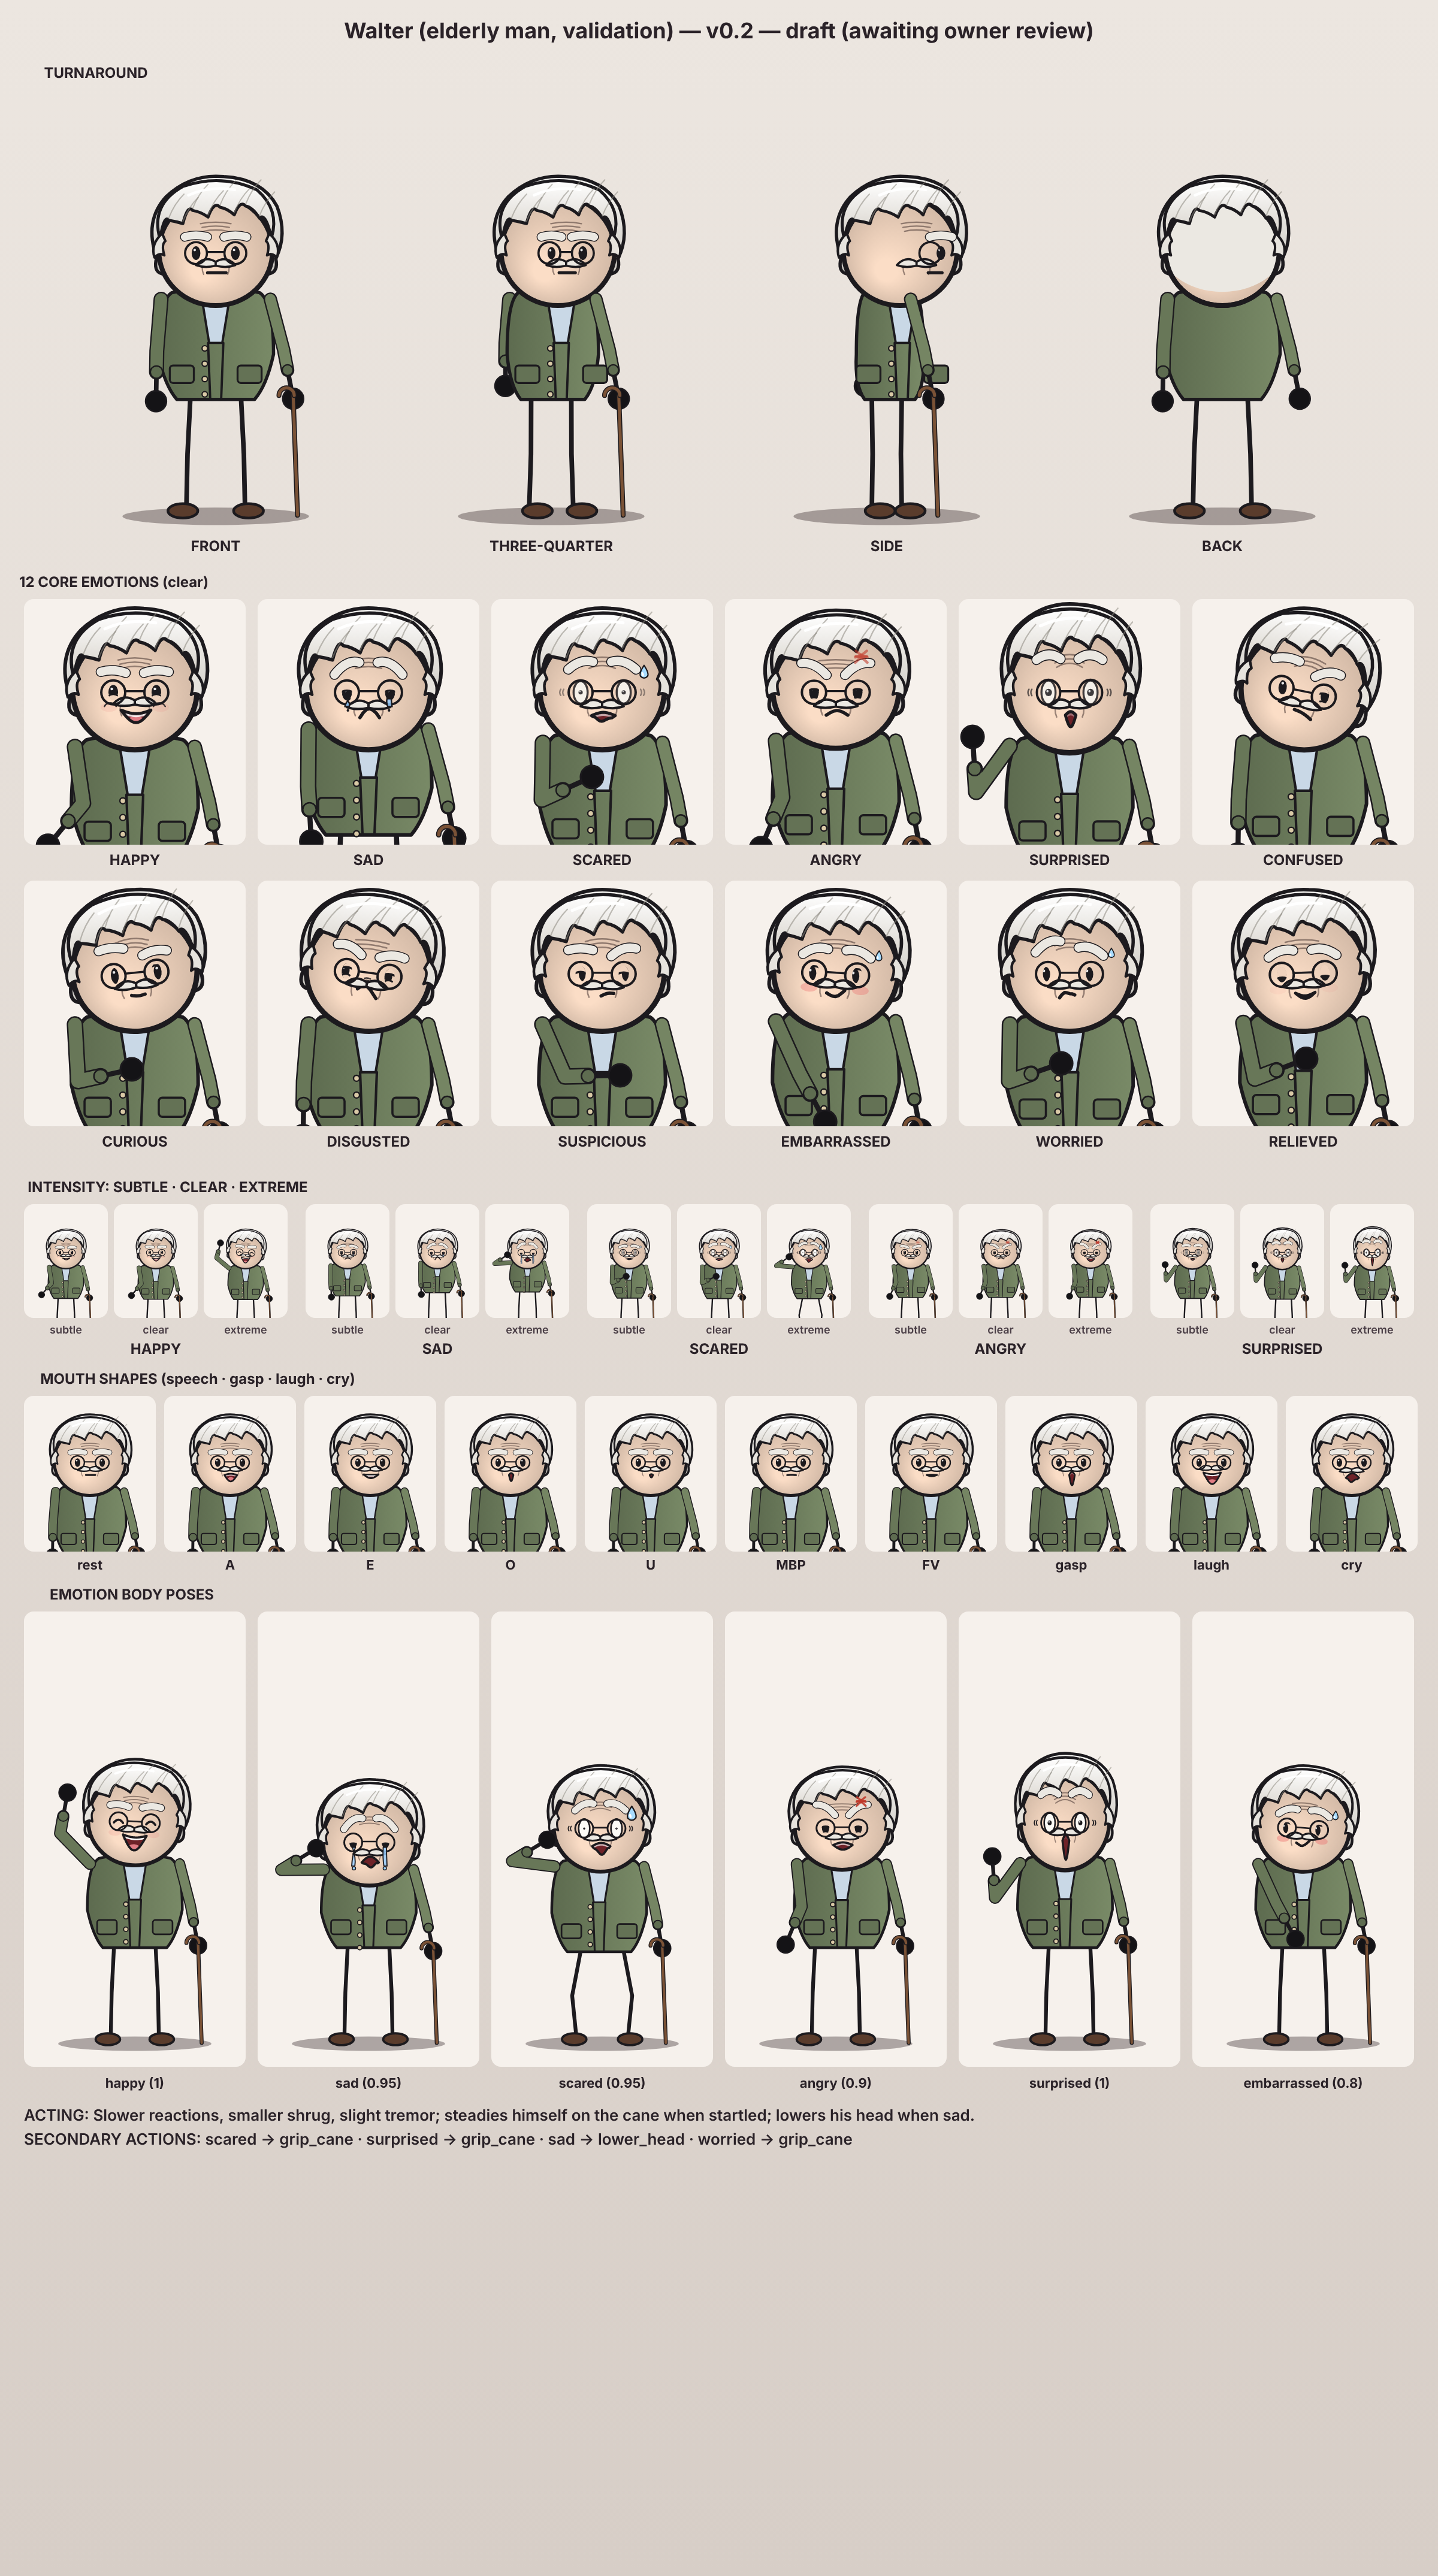 Walter (elderly man, validation) — v0.2 — draft (awaiting owner review)
TURNAROUND
FRONT THREE-QUARTER SIDE BACK
12 CORE EMOTIONS (clear)
HAPPY SAD SCARED ANGRY SURPRISED CONFUSED
CURIOUS DISGUSTED SUSPICIOUS EMBARRASSED WORRIED RELIEVED
INTENSITY: SUBTLE · CLEAR · EXTREME
subtle clear extreme subtle clear extreme subtle clear extreme subtle clear extreme subtle clear extreme
HAPPY SAD SCARED ANGRY SURPRISED
MOUTH SHAPES (speech · gasp · laugh · cry)
rest A E O U MBP FV gasp laugh cry
EMOTION BODY POSES
happy (1) sad (0.95) scared (0.95) angry (0.9) surprised (1) embarrassed (0.8)
ACTING: Slower reactions, smaller shrug, slight tremor; steadies himself on the cane when startled; lowers his head when sad.
SECONDARY ACTIONS: scared → grip_cane · surprised → grip_cane · sad → lower_head · worried → grip_cane